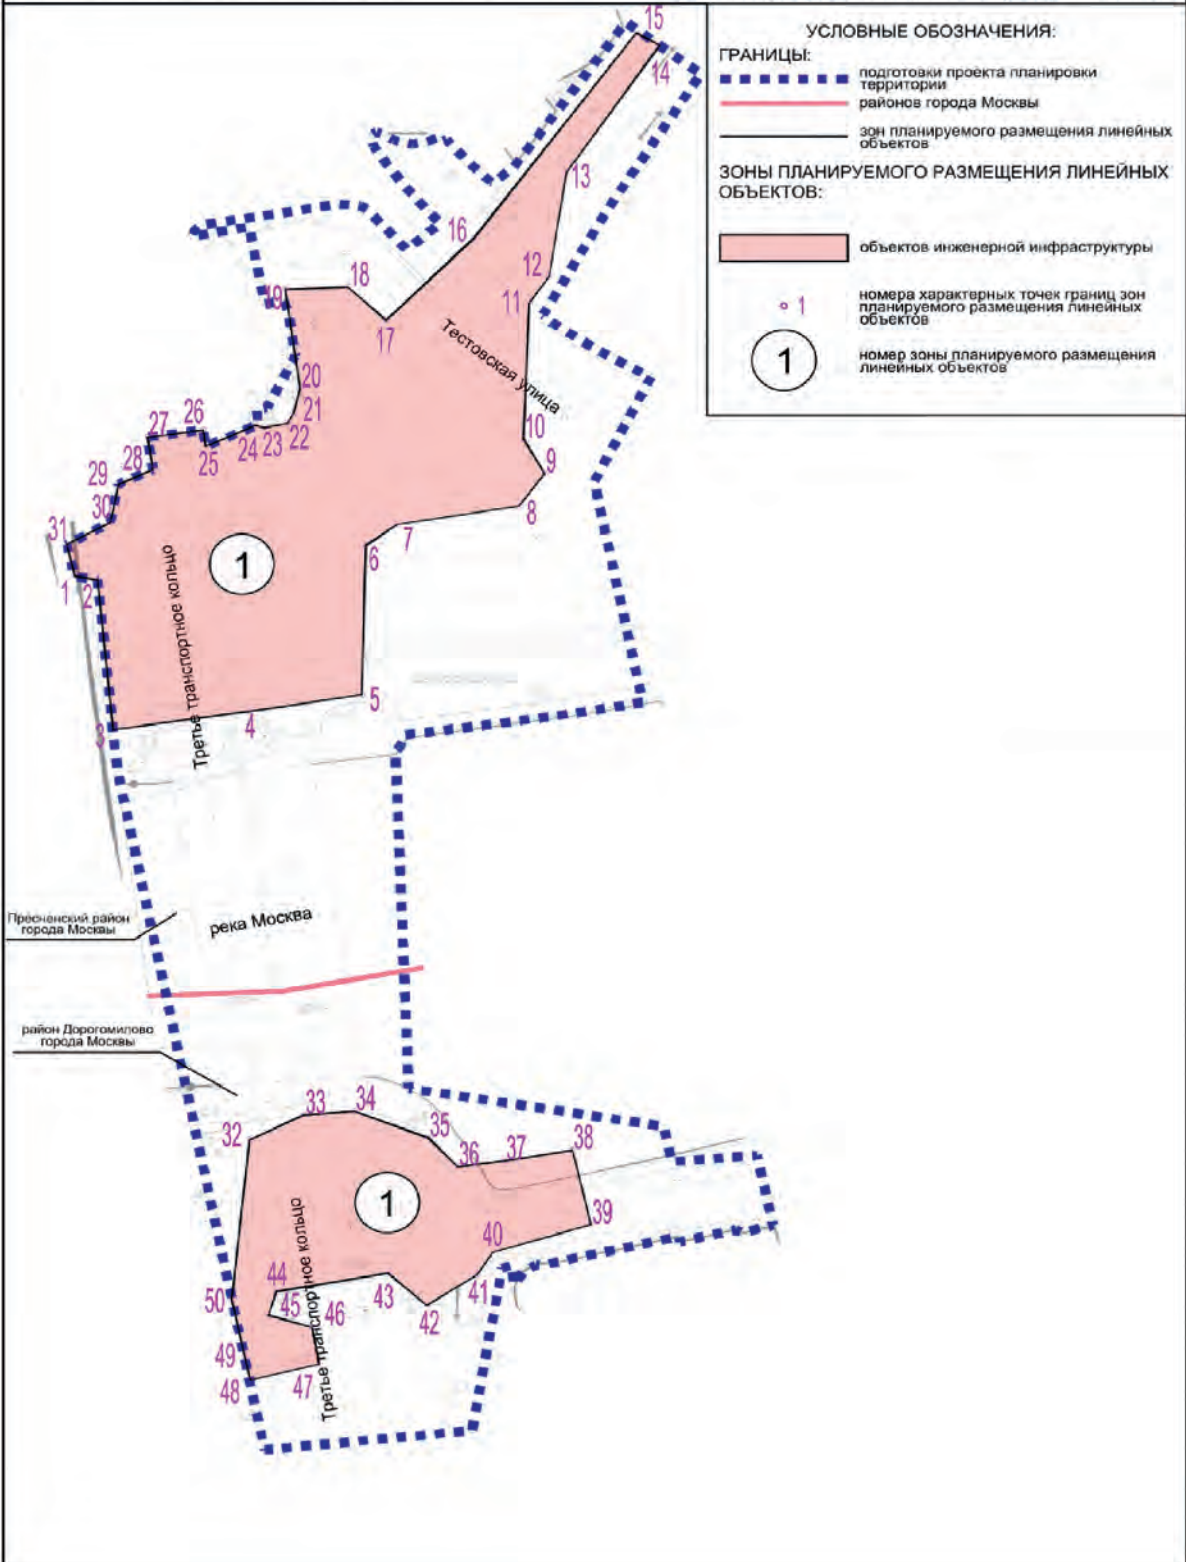 УСЛОВНЫЕ ОБОЗНАЧЕНИЯ:
ГРАНИЦЫ:
подготовки проекта планировки
территории
районов города Москвы
зон планируемого размещения линейных
объектов
ЗОНЫ ПЛАНИРУЕМОГО РАЗМЕЩЕНИЯ ЛИНЕЙНЫХ
ОБЪЕКТОВ:
объектов инженерной инфраструктуры
1
номера характерных точек границ зон
планируемого размещения линейных
объектов
1
номер зоны планируемого размещения
линейных объектов
15
14
13
16
12
11
18
19
17
Тестовская улица
20
21
22
23
24
25
26
27
28
29
30
31
10
9
8
7
6
1
2
1
Третье транспортное кольцо
5
4
3
Пресненский район
города Москвы
река Москва
район Дорогомилово
города Москвы
32
33
34
35
36
37
38
39
1
Третье транспортное кольцо
40
41
42
43
44
45
46
47
48
49
50